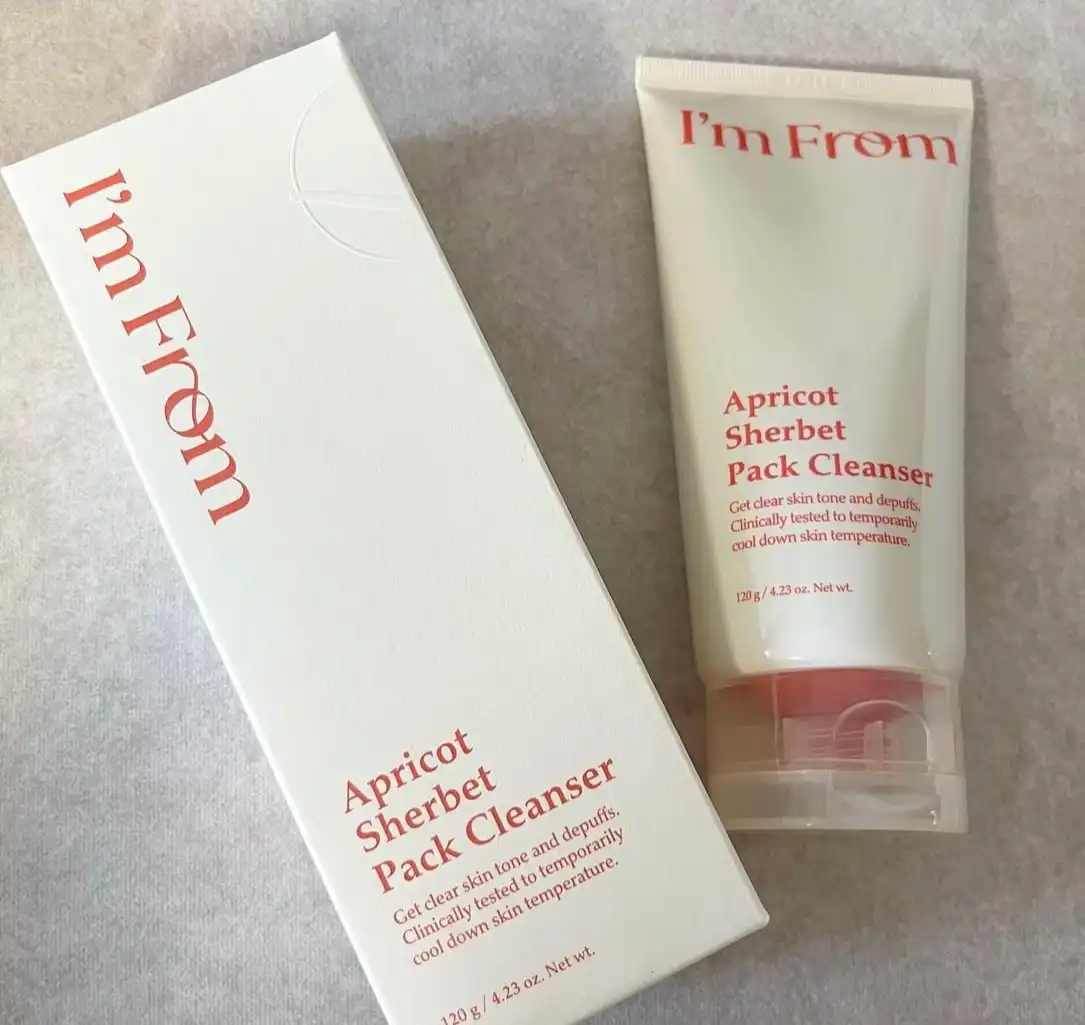 I'm From
Apricot
Sherbet
Pack Cleanser
Get clear skin tone and depuffs.
Clinically tested to temporarily
cool down skin temperature.
120 g / 4.23 oz. Net wt.
I'm From
Apricot
Sherbet
Pack Cleanser
Get clear skin tone and depuffs.
Clinically tested to temporarily
cool down skin temperature.
120 g / 4.23 oz. Net wt.